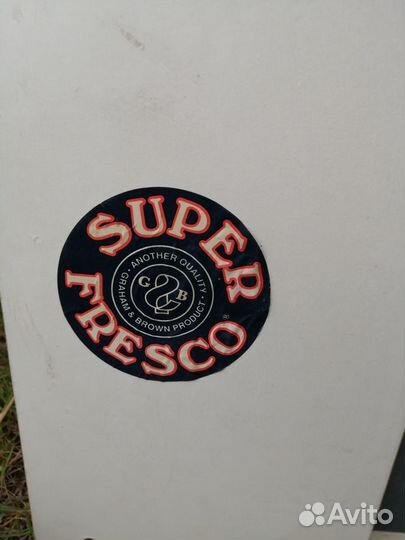 SUPER
FRESCO
®
· ANOTHER QUALITY ·
GRAHAM & BROWN PRODUCT
G & B
Avito